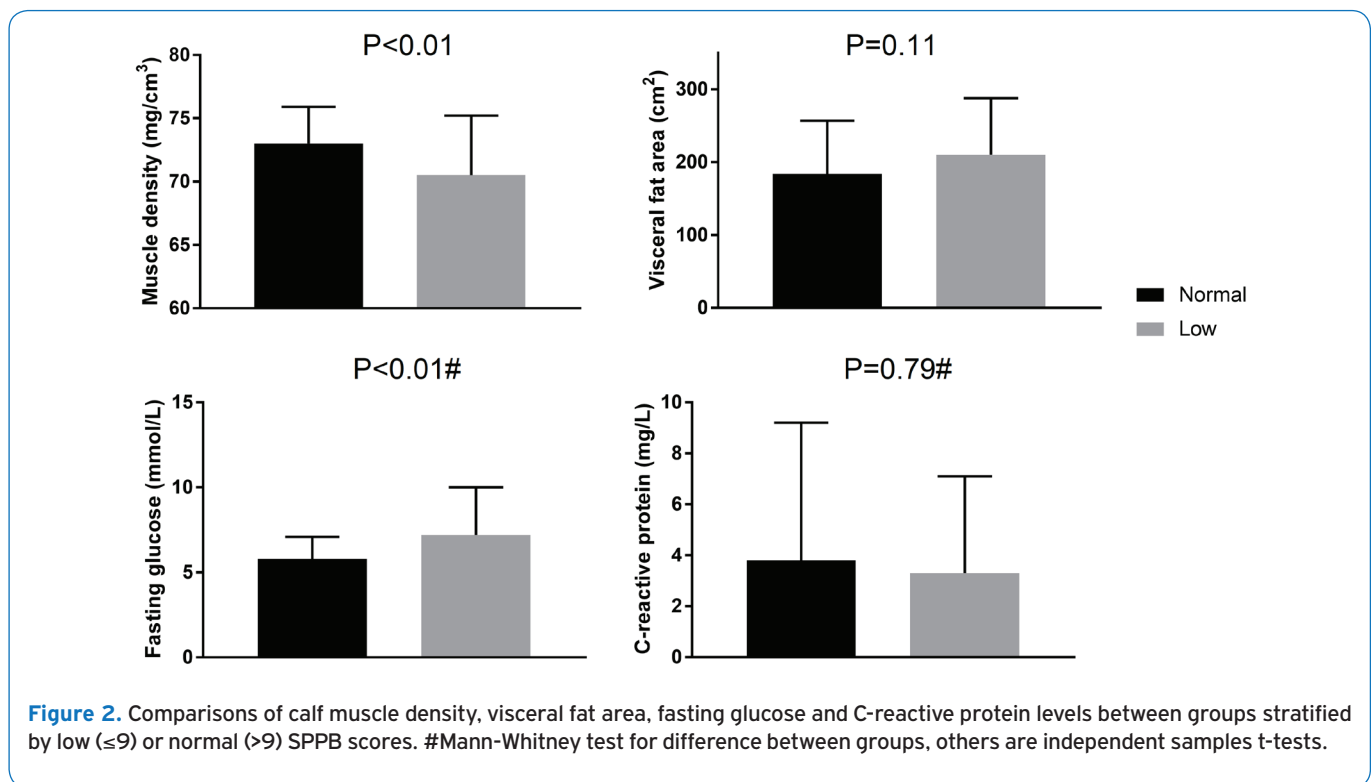 P<0.01
80
75
70
65
60
Muscle density (mg/cm³)
P=0.11
300
200
100
0
Visceral fat area (cm²)
Normal
Low
P<0.01#
15
10
5
0
Fasting glucose (mmol/L)
P=0.79#
10
8
6
4
2
0
C-reactive protein (mg/L)
Figure 2. Comparisons of calf muscle density, visceral fat area, fasting glucose and C-reactive protein levels between groups stratified
by low (≤9) or normal (>9) SPPB scores. #Mann-Whitney test for difference between groups, others are independent samples t-tests.